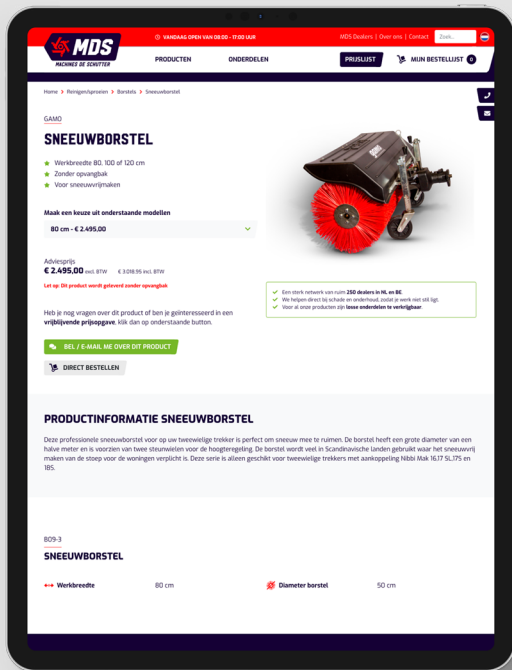 VANDAAG OPEN VAN 08:00 - 17:00 UUR
MDS Dealers | Over ons | Contact
Zoek..
MDS
MACHINES DE SCHUTTER
PRODUCTEN
ONDERDELEN
PRIJSLIJST
MIJN BESTELLIJST 0
Home > Reinigen/sproeien > Borstels > Sneeuwborstel
GAMO
SNEEUWBORSTEL
Werkbreedte 80, 100 of 120 cm
Zonder opvangbak
Voor sneeuwvrijmaken
Maak een keuze uit onderstaande modellen
80 cm - € 2.495,00
Adviesprijs
€ 2.495,00 excl. BTW € 3.018,95 incl. BTW
Let op: Dit product wordt geleverd zonder opvangbak
Een sterk netwerk van ruim 250 dealers in NL en BE.
We helpen direct bij schade en onderhoud, zodat je werk niet stil ligt.
Voor al onze producten zijn losse onderdelen te verkrijgbaar.
Heb je nog vragen over dit product of ben je geïnteresseerd in een
vrijblijvende prijsopgave, klik dan op onderstaande button.
BEL / E-MAIL ME OVER DIT PRODUCT
DIRECT BESTELLEN
PRODUCTINFORMATIE SNEEUWBORSTEL
Deze professionele sneeuwborstel voor op uw tweewielige trekker is perfect om sneeuw mee te ruimen. De borstel heeft een grote diameter van een
halve meter en is voorzien van twee steunwielen voor de hoogteregeling. De borstel wordt veel in Scandinavische landen gebruikt waar het sneeuwvrij
maken van de stoep voor de woningen verplicht is. Deze serie is alleen geschikt voor tweewielige trekkers met aankoppeling Nibbi Mak 16,17 SL,17S en
18S.
809-3
SNEEUWBORSTEL
Werkbreedte 80 cm
Diameter borstel 50 cm